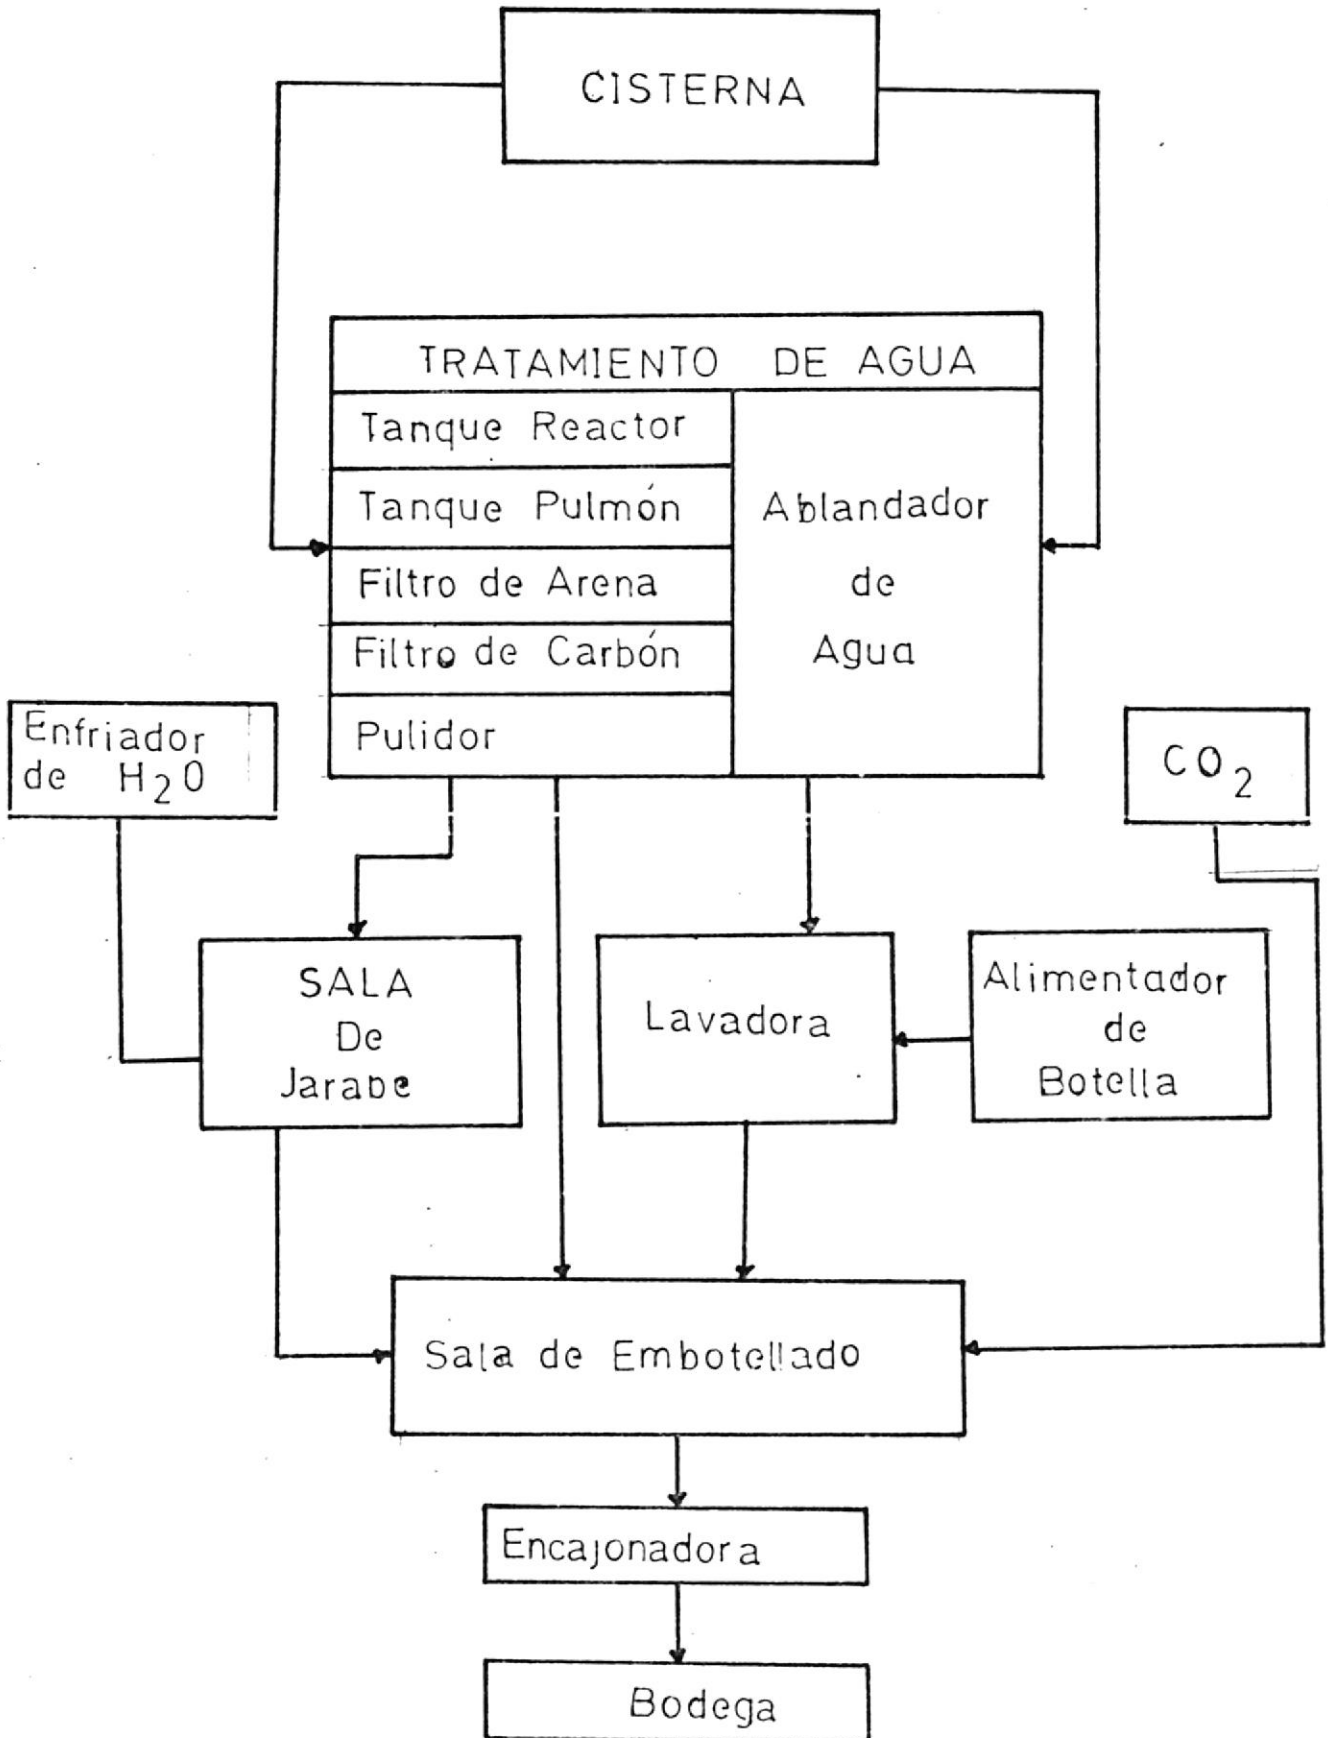 CISTERNA
TRATAMIENTO DE AGUA
Tanque Reactor
Tanque Pulmón
Filtro de Arena
Filtro de Carbón
Pulidor
Ablandador
de
Agua
Enfriador
de H₂O
CO₂
SALA
De
Jarabe
Lavadora
Alimentador
de
Botella
Sala de Embotellado
Encajonadora
Bodega